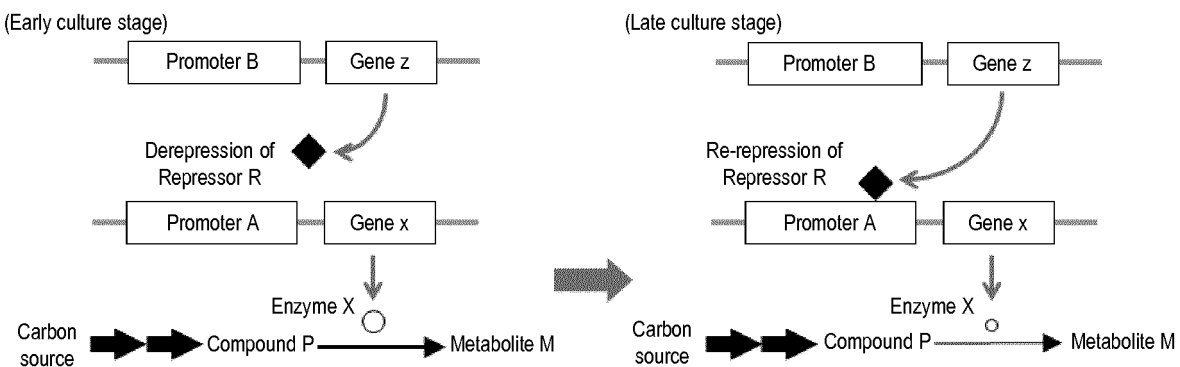 (Early culture stage)
Promoter B
Gene z
Derepression of
Repressor R
Promoter A
Gene x
Enzyme X
Carbon
source
Compound P
Metabolite M
(Late culture stage)
Promoter B
Gene z
Re-repression of
Repressor R
Promoter A
Gene x
Enzyme X
Carbon
source
Compound P
Metabolite M